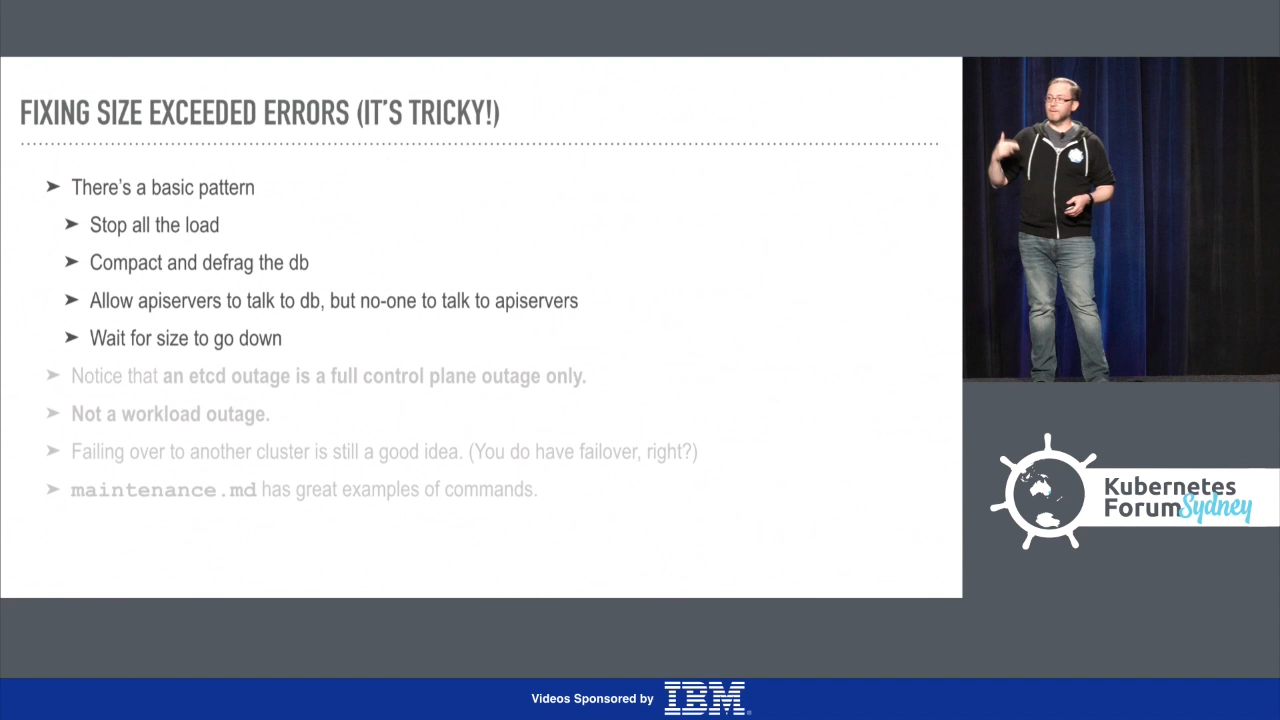 FIXING SIZE EXCEEDED ERRORS (IT'S TRICKY!)
➤ There's a basic pattern
➤ Stop all the load
➤ Compact and defrag the db
➤ Allow apiservers to talk to db, but no-one to talk to apiservers
➤ Wait for size to go down
➤ Notice that an etcd outage is a full control plane outage only.
➤ Not a workload outage.
➤ Failing over to another cluster is still a good idea. (You do have failover, right?)
➤ maintenance.md has great examples of commands.
Kubernetes
Forum Sydney
Videos Sponsored by IBM